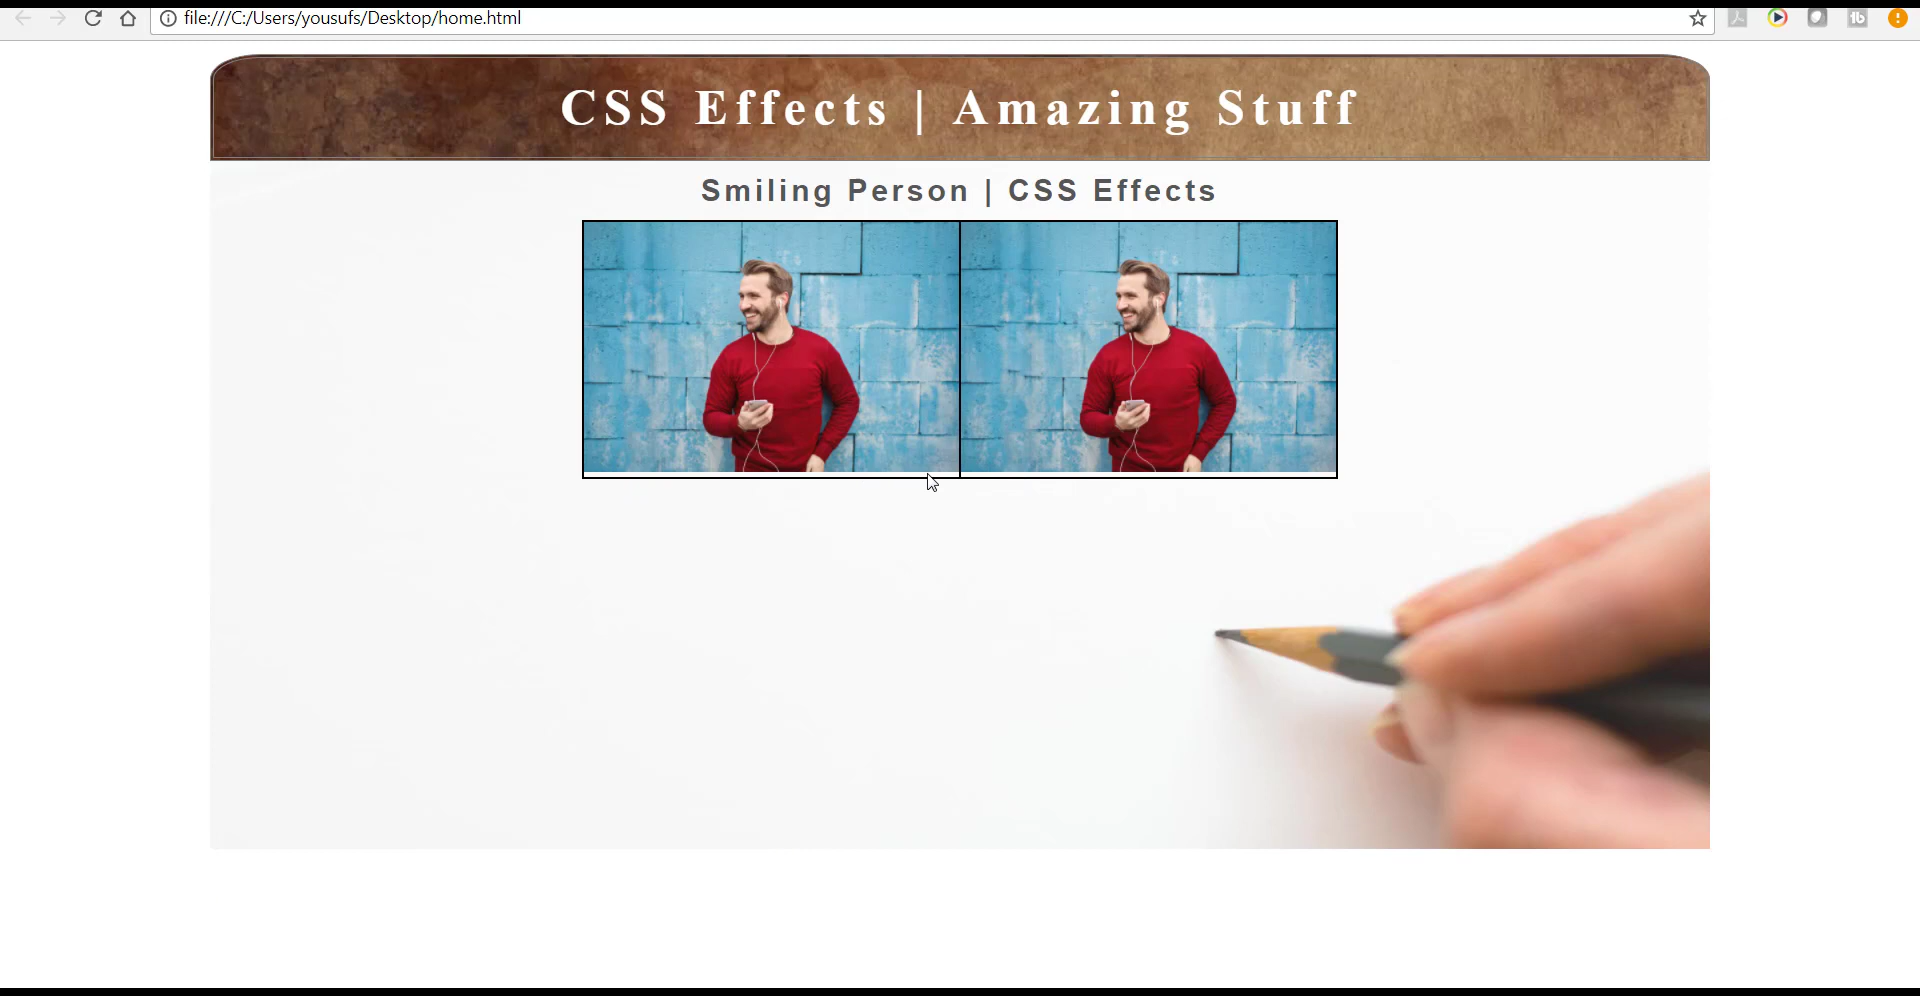 file:///C:/Users/yousufs/Desktop/home.html
CSS Effects | Amazing Stuff
Smiling Person | CSS Effects